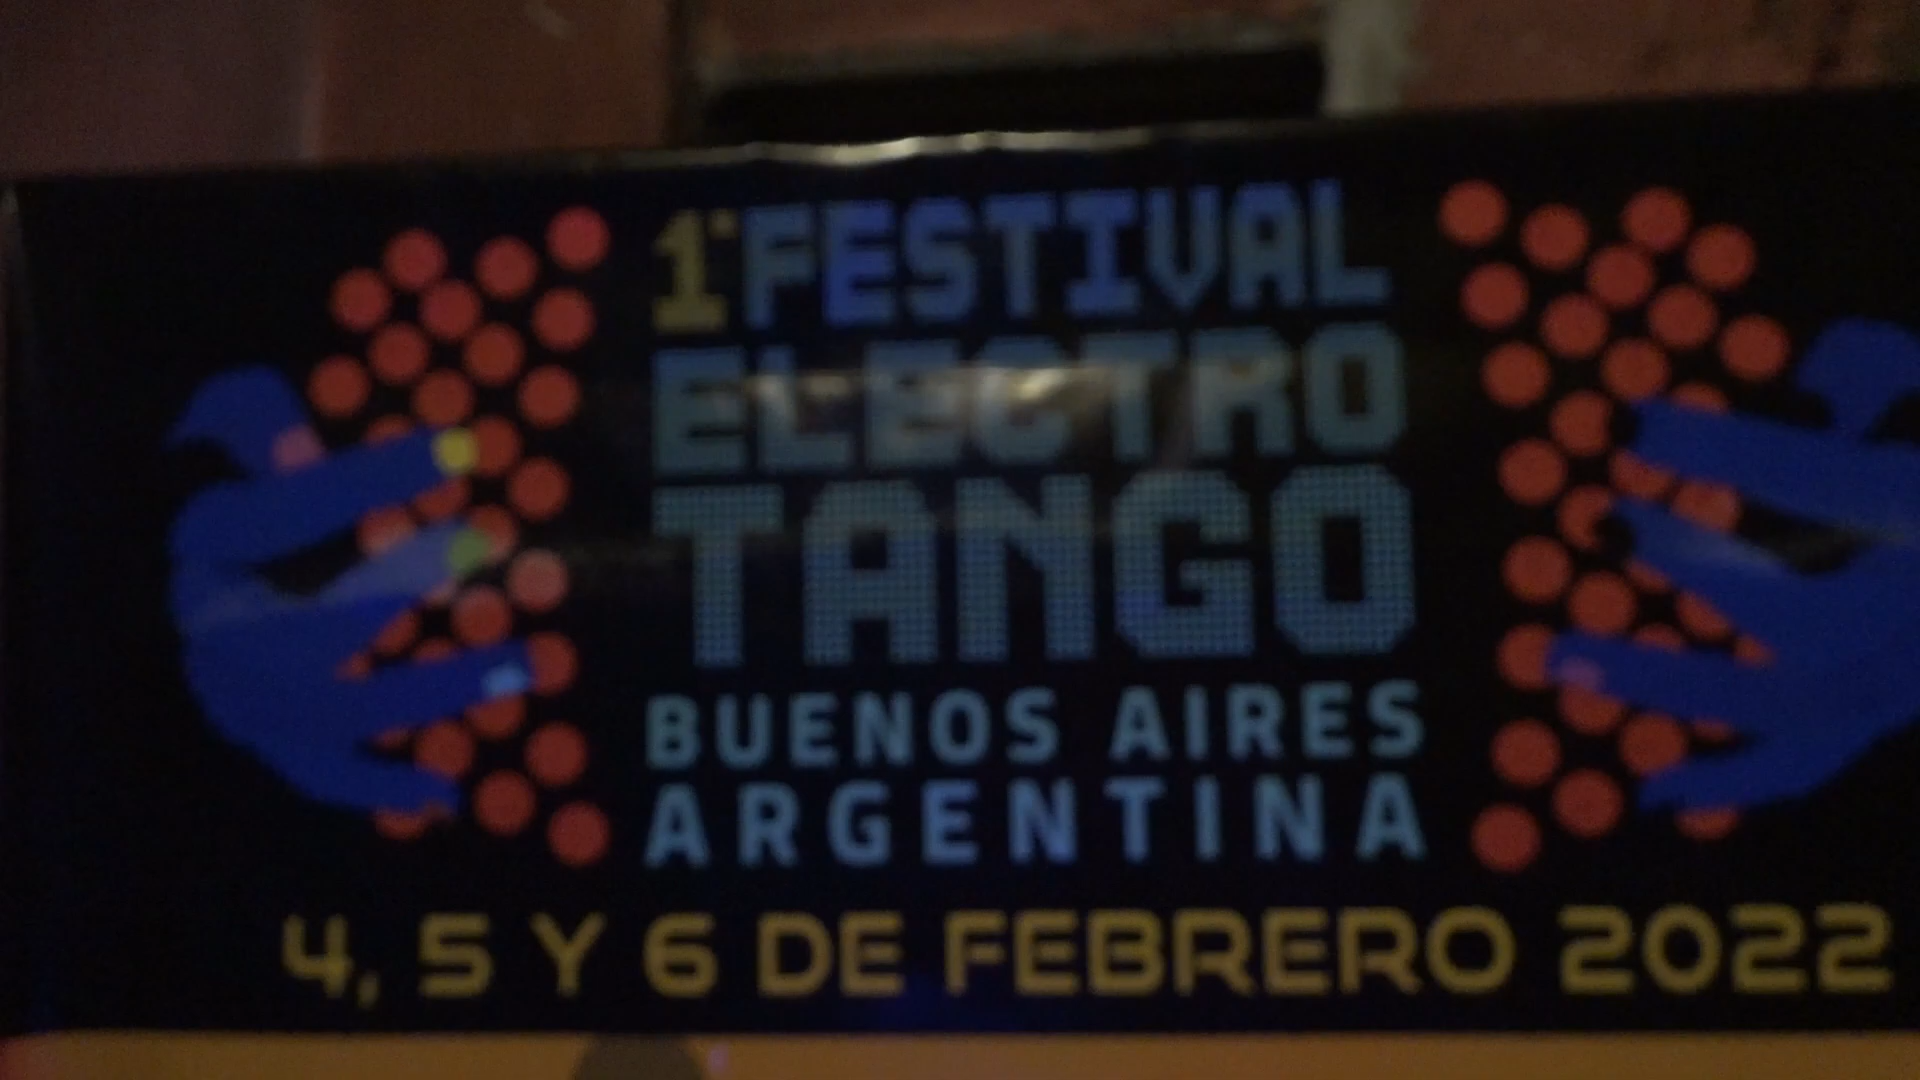 1° FESTIVAL
ELECTRO
TANGO
BUENOS AIRES
ARGENTINA
4, 5 Y 6 DE FEBRERO 2022